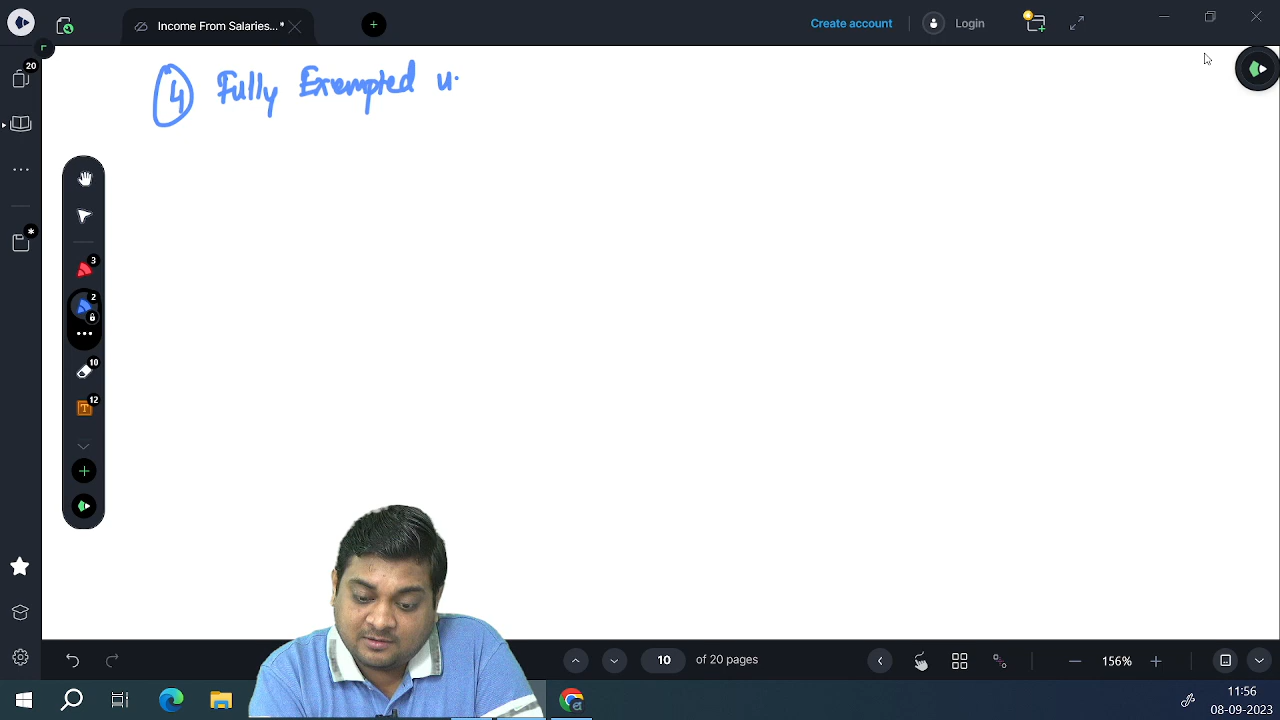 Income From Salaries...*
Create account
Login
20
4 Fully Exempted u.
*
3
2
10
12
T
10 of 20 pages
156%
11:56
08-09-2023